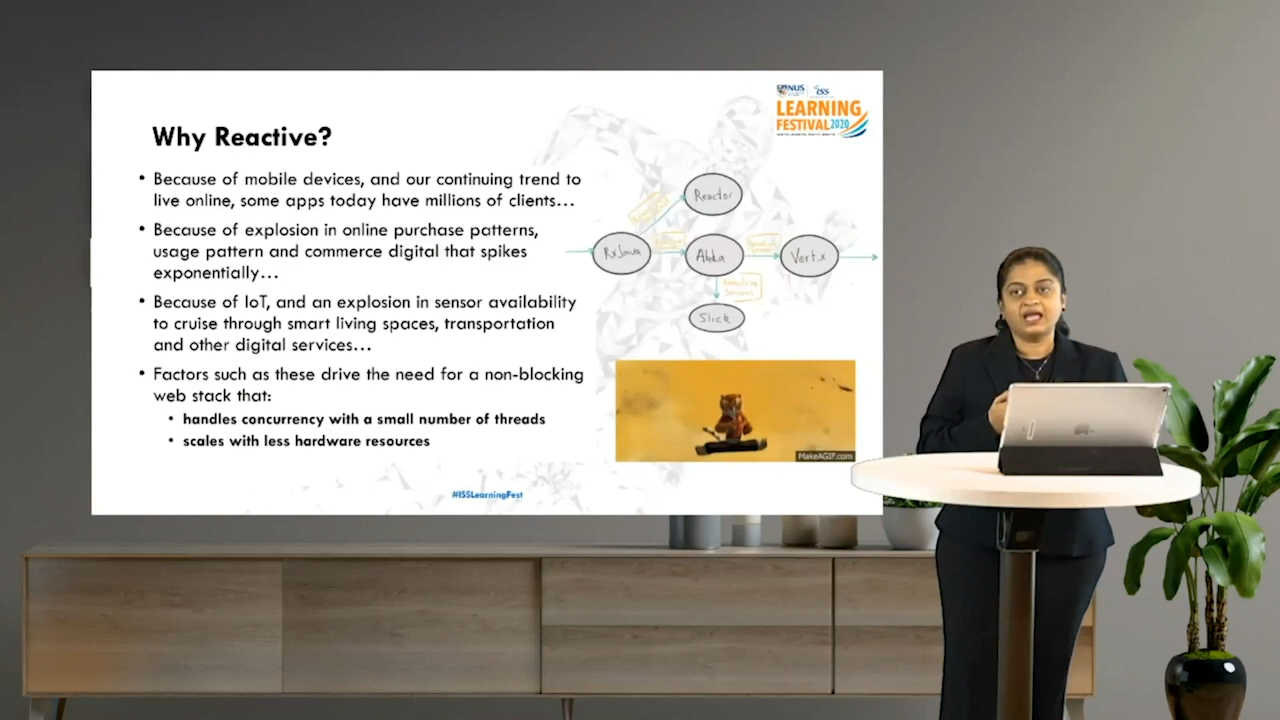 NUS
ISS
LEARNING
FESTIVAL 2020
Why Reactive?
• Because of mobile devices, and our continuing trend to
live online, some apps today have millions of clients…
• Because of explosion in online purchase patterns,
usage pattern and commerce digital that spikes
exponentially…
• Because of IoT, and an explosion in sensor availability
to cruise through smart living spaces, transportation
and other digital services…
• Factors such as these drive the need for a non-blocking
web stack that:
• handles concurrency with a small number of threads
• scales with less hardware resources
Reactor
RxJava
Akka
Vert.x
Slick
MakeAGIF.com
#ISSLearningFest